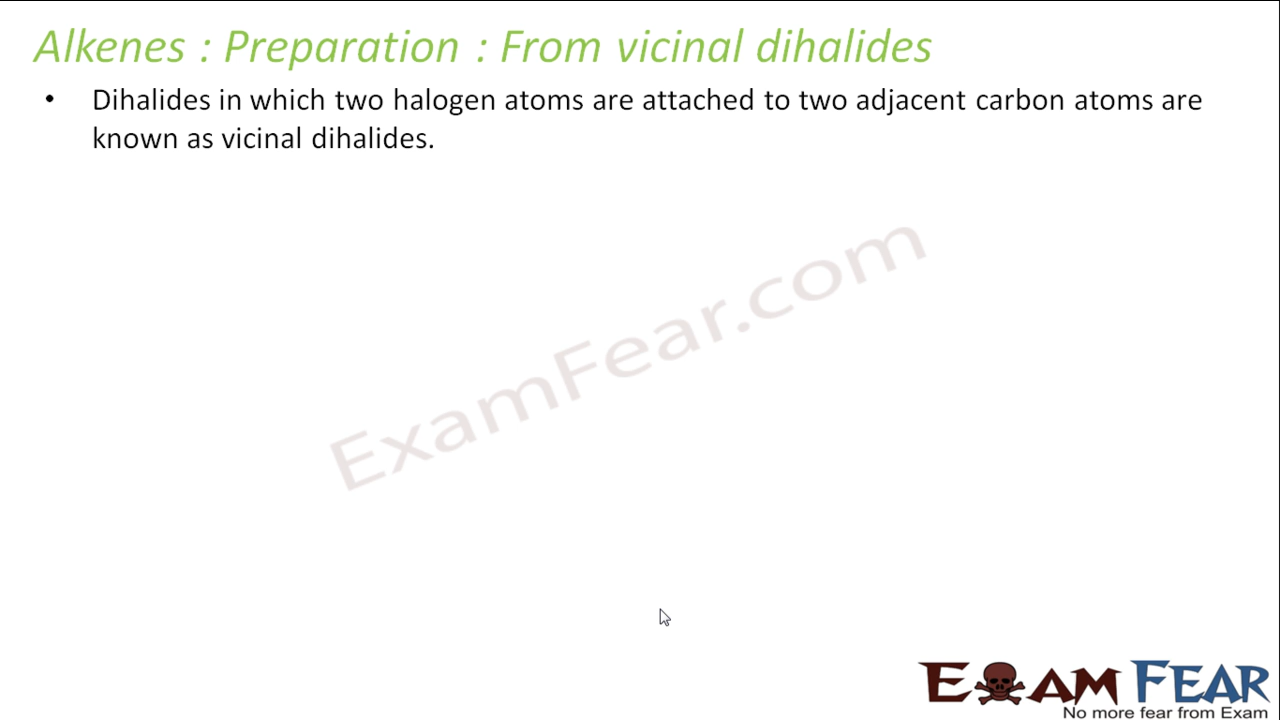 Alkenes : Preparation : From vicinal dihalides
• Dihalides in which two halogen atoms are attached to two adjacent carbon atoms are
known as vicinal dihalides.
ExamFear.com
EXAM FEAR
No more fear from Exam